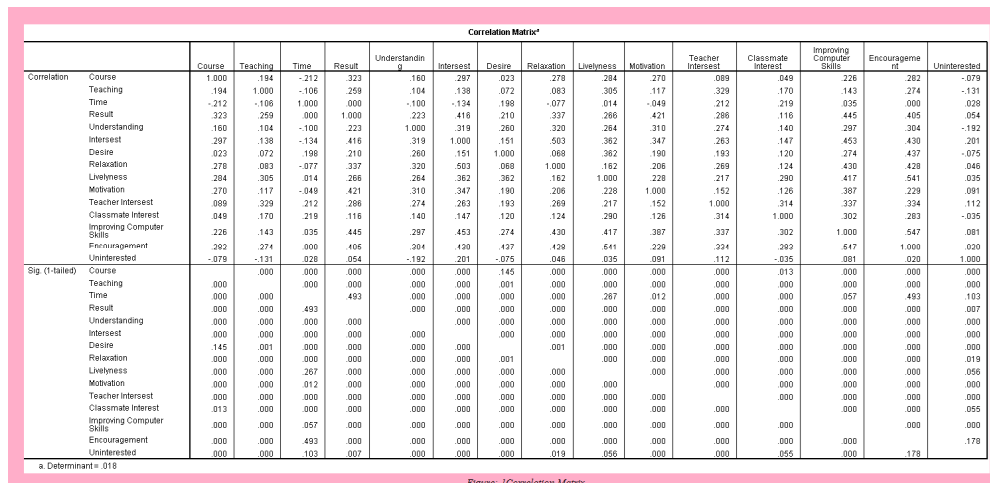 Correlation Matrixª
Course Teaching Time Result Understandin g Intersest Desire Relaxation Livelyness Motivation Teacher Intersest Classmate Interest Improving Computer Skills Encourageme nt Uninterested
Correlation Course 1.000 .194 -.212 .323 .160 .297 .023 .278 .284 .270 .089 .049 .226 .282 -.079
Teaching .194 1.000 -.106 .259 .104 .138 .072 .083 .305 .117 .329 .170 .143 .274 -.131
Time -.212 -.106 1.000 .000 -.100 -.134 .198 -.077 .014 -.049 .212 .219 .035 .000 .028
Result .323 .259 .000 1.000 .223 .416 .210 .337 .266 .421 .286 .116 .445 .405 .054
Understanding .160 .104 -.100 .223 1.000 .319 .260 .320 .264 .310 .274 .140 .297 .304 -.192
Intersest .297 .138 -.134 .416 .319 1.000 .151 .503 .362 .347 .263 .147 .453 .430 .201
Desire .023 .072 .198 .210 .260 .151 1.000 .068 .362 .190 .193 .120 .274 .437 -.075
Relaxation .278 .083 -.077 .337 .320 .503 .068 1.000 .162 .206 .269 .124 .430 .428 .046
Livelyness .284 .305 .014 .266 .264 .362 .362 .162 1.000 .228 .217 .290 .417 .541 .035
Motivation .270 .117 -.049 .421 .310 .347 .190 .206 .228 1.000 .152 .126 .387 .229 .091
Teacher Intersest .089 .329 .212 .286 .274 .263 .193 .269 .217 .152 1.000 .314 .337 .334 .112
Classmate Interest .049 .170 .219 .116 .140 .147 .120 .124 .290 .126 .314 1.000 .302 .283 -.035
Improving Computer
Skills .226 .143 .035 .445 .297 .453 .274 .430 .417 .387 .337 .302 1.000 .547 .081
Encouragement .282 .274 .000 .405 .304 .430 .437 .428 .541 .229 .334 .283 .547 1.000 .020
Uninterested -.079 -.131 .028 .054 -.192 .201 -.075 .046 .035 .091 .112 -.035 .081 .020 1.000
Sig. (1-tailed) Course .000 .000 .000 .000 .000 .145 .000 .000 .000 .000 .013 .000 .000 .000
Teaching .000 .000 .000 .000 .000 .001 .000 .000 .000 .000 .000 .000 .000 .000
Time .000 .000 .493 .000 .000 .000 .000 .267 .012 .000 .000 .057 .493 .103
Result .000 .000 .493 .000 .000 .000 .000 .000 .000 .000 .000 .000 .000 .007
Understanding .000 .000 .000 .000 .000 .000 .000 .000 .000 .000 .000 .000 .000 .000
Intersest .000 .000 .000 .000 .000 .000 .000 .000 .000 .000 .000 .000 .000 .000
Desire .145 .001 .000 .000 .000 .000 .001 .000 .000 .000 .000 .000 .000 .000
Relaxation .000 .000 .000 .000 .000 .000 .001 .000 .000 .000 .000 .000 .000 .019
Livelyness .000 .000 .267 .000 .000 .000 .000 .000 .000 .000 .000 .000 .000 .056
Motivation .000 .000 .012 .000 .000 .000 .000 .000 .000 .000 .000 .000 .000 .000
Teacher Intersest .000 .000 .000 .000 .000 .000 .000 .000 .000 .000 .000 .000 .000 .000
Classmate Interest .013 .000 .000 .000 .000 .000 .000 .000 .000 .000 .000 .000 .000 .055
Improving Computer
Skills .000 .000 .057 .000 .000 .000 .000 .000 .000 .000 .000 .000 .000 .000
Encouragement .000 .000 .493 .000 .000 .000 .000 .000 .000 .000 .000 .000 .000 .178
Uninterested .000 .000 .103 .007 .000 .000 .000 .019 .056 .000 .000 .055 .000 .178
a. Determinant = .018
Figure: 1Correlation Matrix